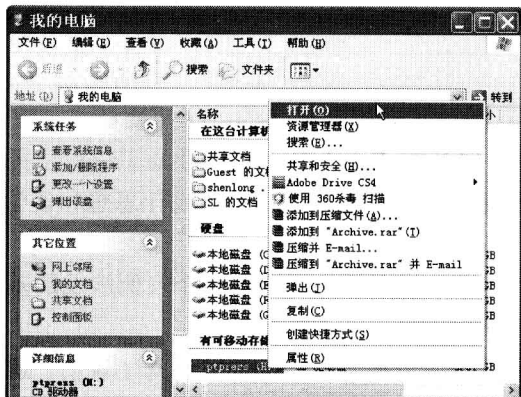 我的电脑
文件(F) 编辑(E) 查看(V) 收藏(A) 工具(T) 帮助(H)
后退 搜索 文件夹
地址(D) 我的电脑 转到
系统任务
查看系统信息
添加/删除程序
更改一个设置
弹出该盘
其它位置
网上邻居
我的文档
共享文档
控制面板
详细信息
ptpress (H:)
CD 驱动器
名称
在这台计算机
共享文档
Guest 的文
shenlong .
SL 的文档
硬盘
本地磁盘 (C
本地磁盘 (D
本地磁盘 (E
本地磁盘 (F
本地磁盘 (G
有可移动存储
ptpress (H
打开(O)
资源管理器(X)
搜索(E)...
共享和安全(H)...
Adobe Drive CS4
使用 360杀毒 扫描
添加到压缩文件(A)...
添加到 "Archive.rar"(T)
压缩并 E-mail...
压缩到 "Archive.rar" 并 E-mail
弹出(J)
复制(C)
创建快捷方式(S)
属性(R)